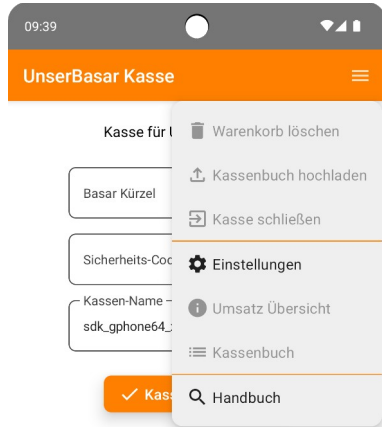 09:39
UnserBasar Kasse
Kasse für
Warenkorb löschen
Basar Kürzel
Kassenbuch hochladen
Kasse schließen
Sicherheits-Cod
Einstellungen
Kassen-Name
Umsatz Übersicht
sdk_gphone64_
Kassenbuch
Kass
Handbuch